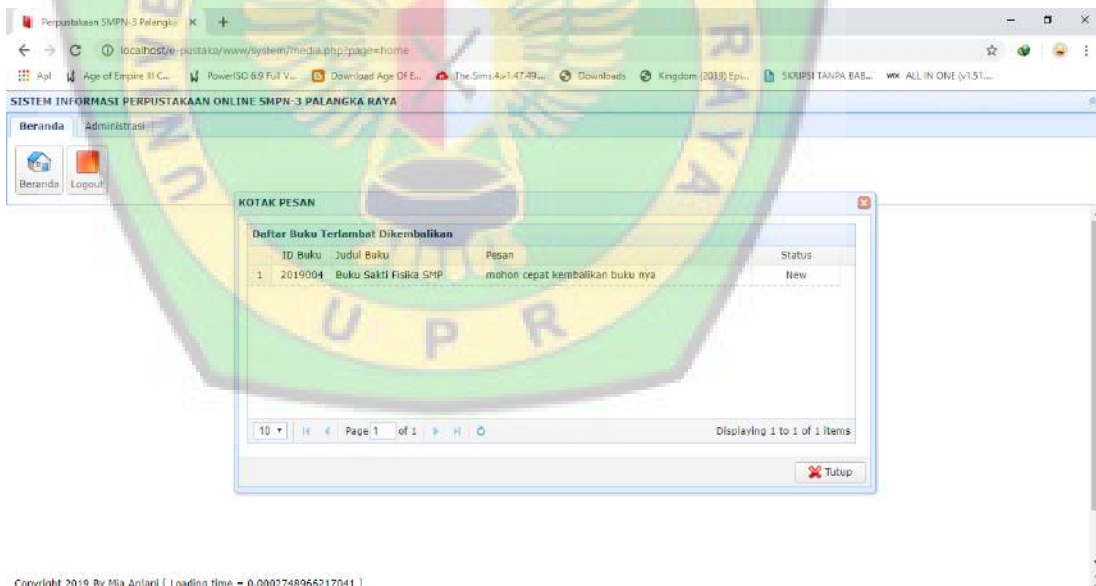 Perpustakaan SMPN-3 Palangka
localhost/e-pustaka/www/system/media.php?page=home
Apl Age of Empire III C... PowerISO 6.9 Full V... Download Age Of E... The.Sims.4.v1.47.49... Downloads Kingdom (2019) Epi... SKRIPSI TANPA BAB... ALL IN ONE (v1.51....
SISTEM INFORMASI PERPUSTAKAAN ONLINE SMPN-3 PALANGKA RAYA
Beranda Administrasi
Beranda Logout
KOTAK PESAN
Daftar Buku Terlambat Dikembalikan
ID Buku Judul Buku Pesan Status
1 2019004 Buku Sakti Fisika SMP mohon cepat kembalikan buku nya New
10 Page 1 of 1 Displaying 1 to 1 of 1 items
Tutup
Copyright 2019 By Mia Apiani [ Loading time = 0.0002748966217041 ]
UNIVE
RAYA
UPR